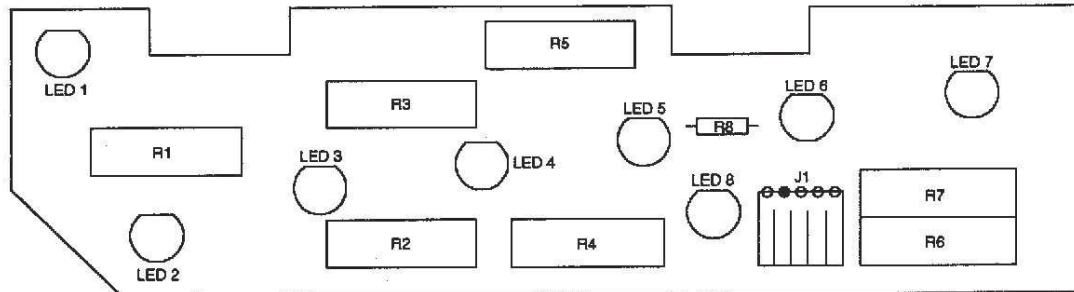 R5
LED 7
LED 1
LED 6
R3
LED 5
R8
R1
LED 3
LED 4
J1
LED 8
R7
R2
R4
R6
LED 2